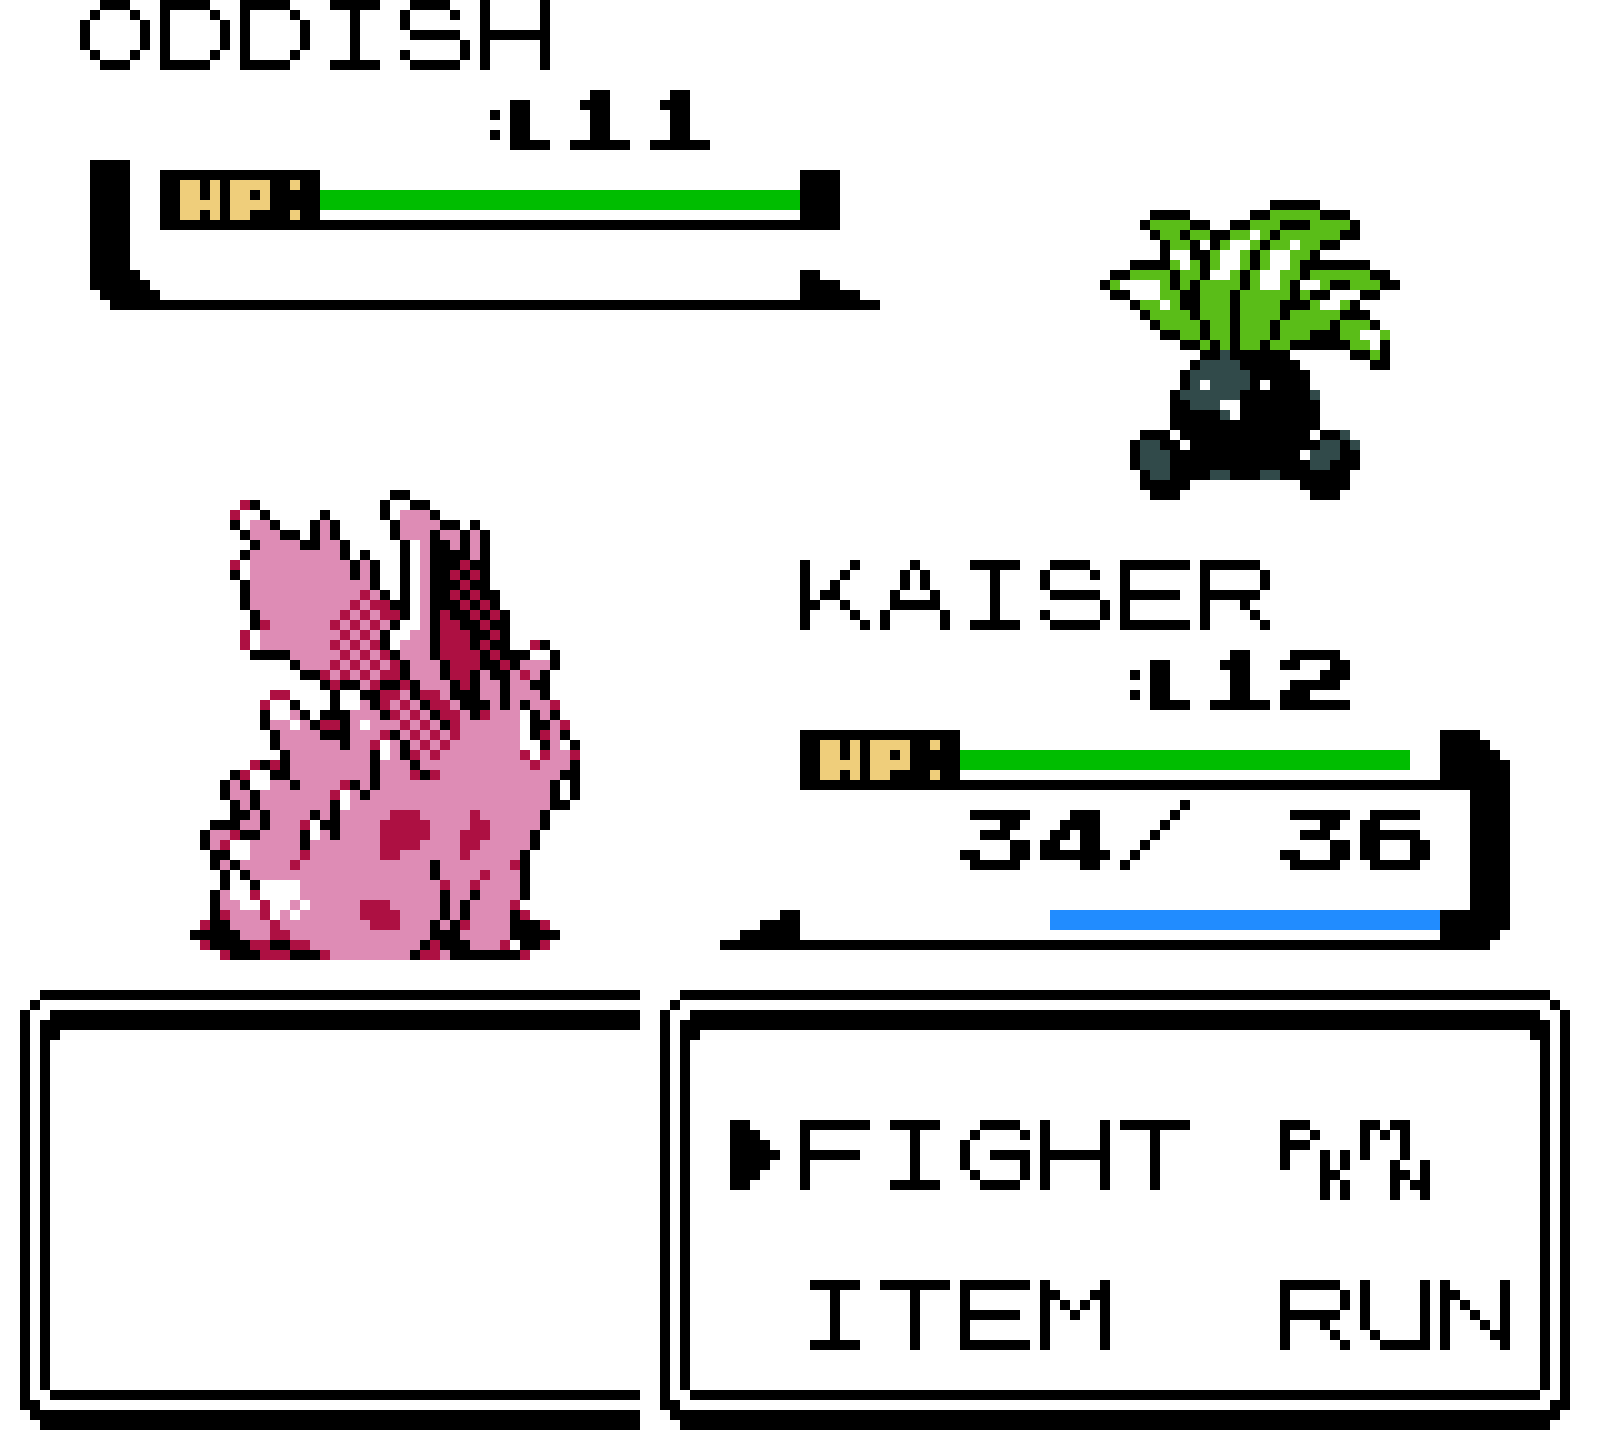 ODDISH
:L11
HP:
KAISER
:L12
HP:
34/ 36
▶FIGHT PKMN
ITEM RUN